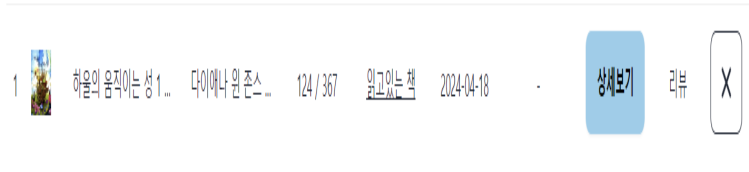 1 하울의 움직이는 성 1 ... 다이애나 윈 존스 ... 124 / 367 읽고있는 책 2024-04-18 - 상세보기 리뷰 X